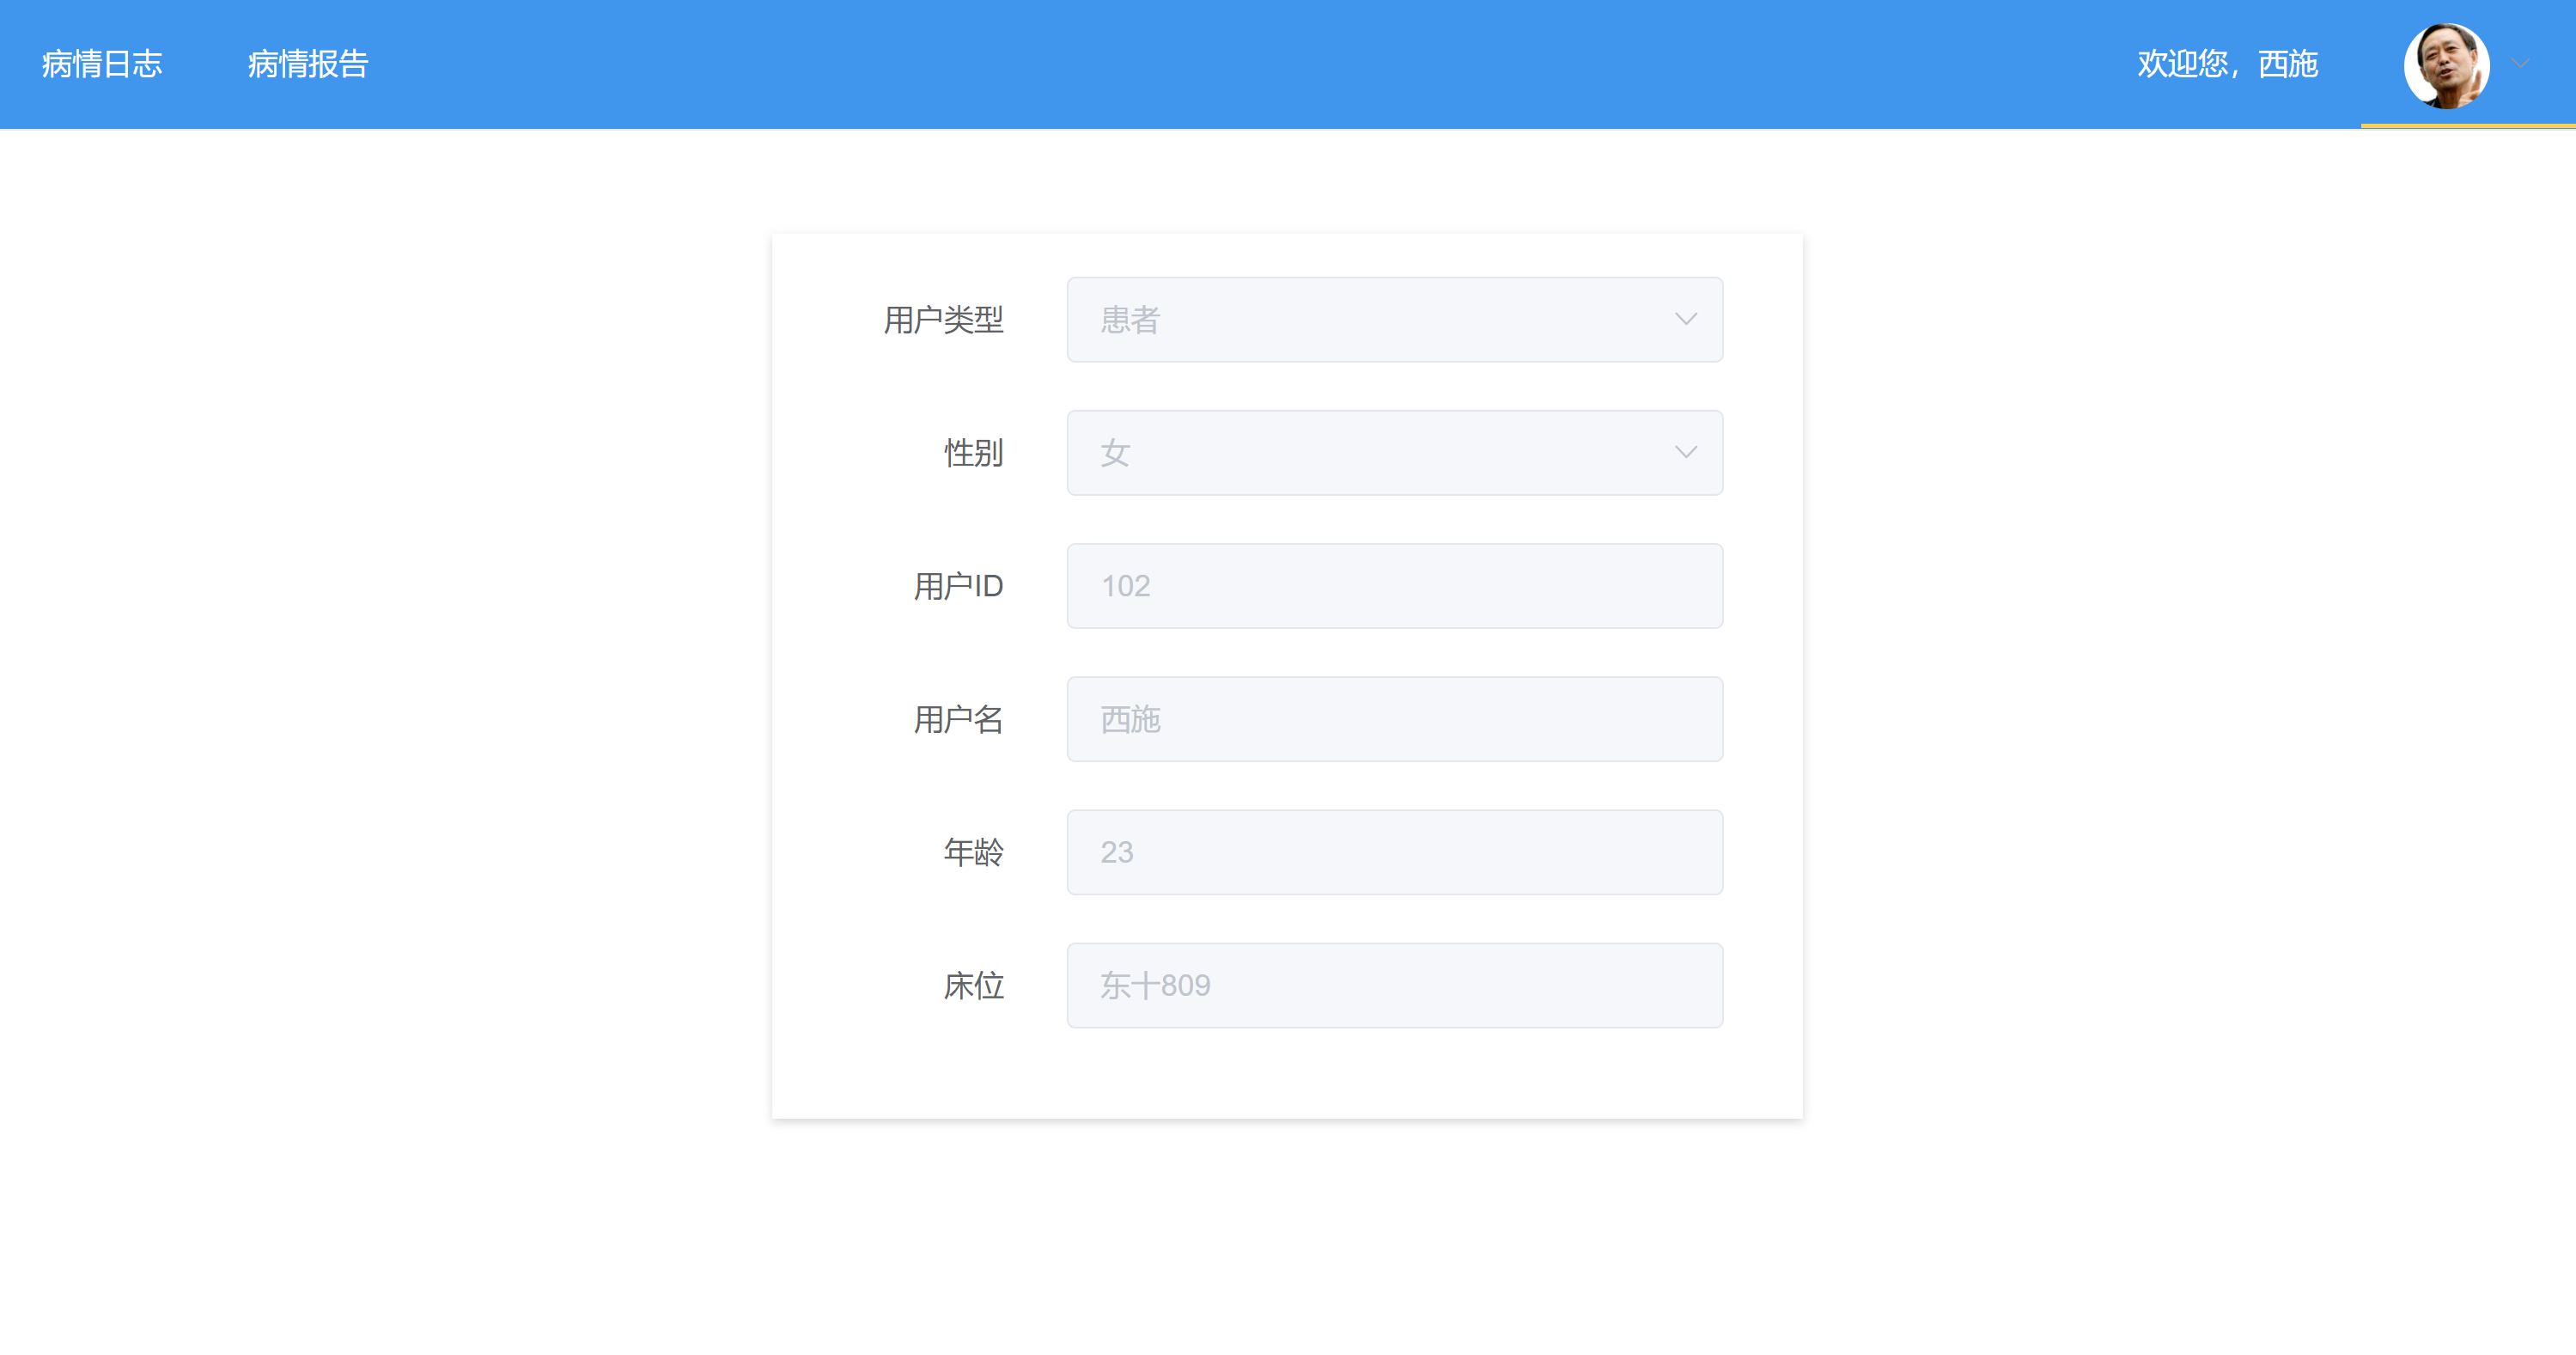 病情日志 病情报告 欢迎您，西施
用户类型 患者
性别 女
用户ID 102
用户名 西施
年龄 23
床位 东十809